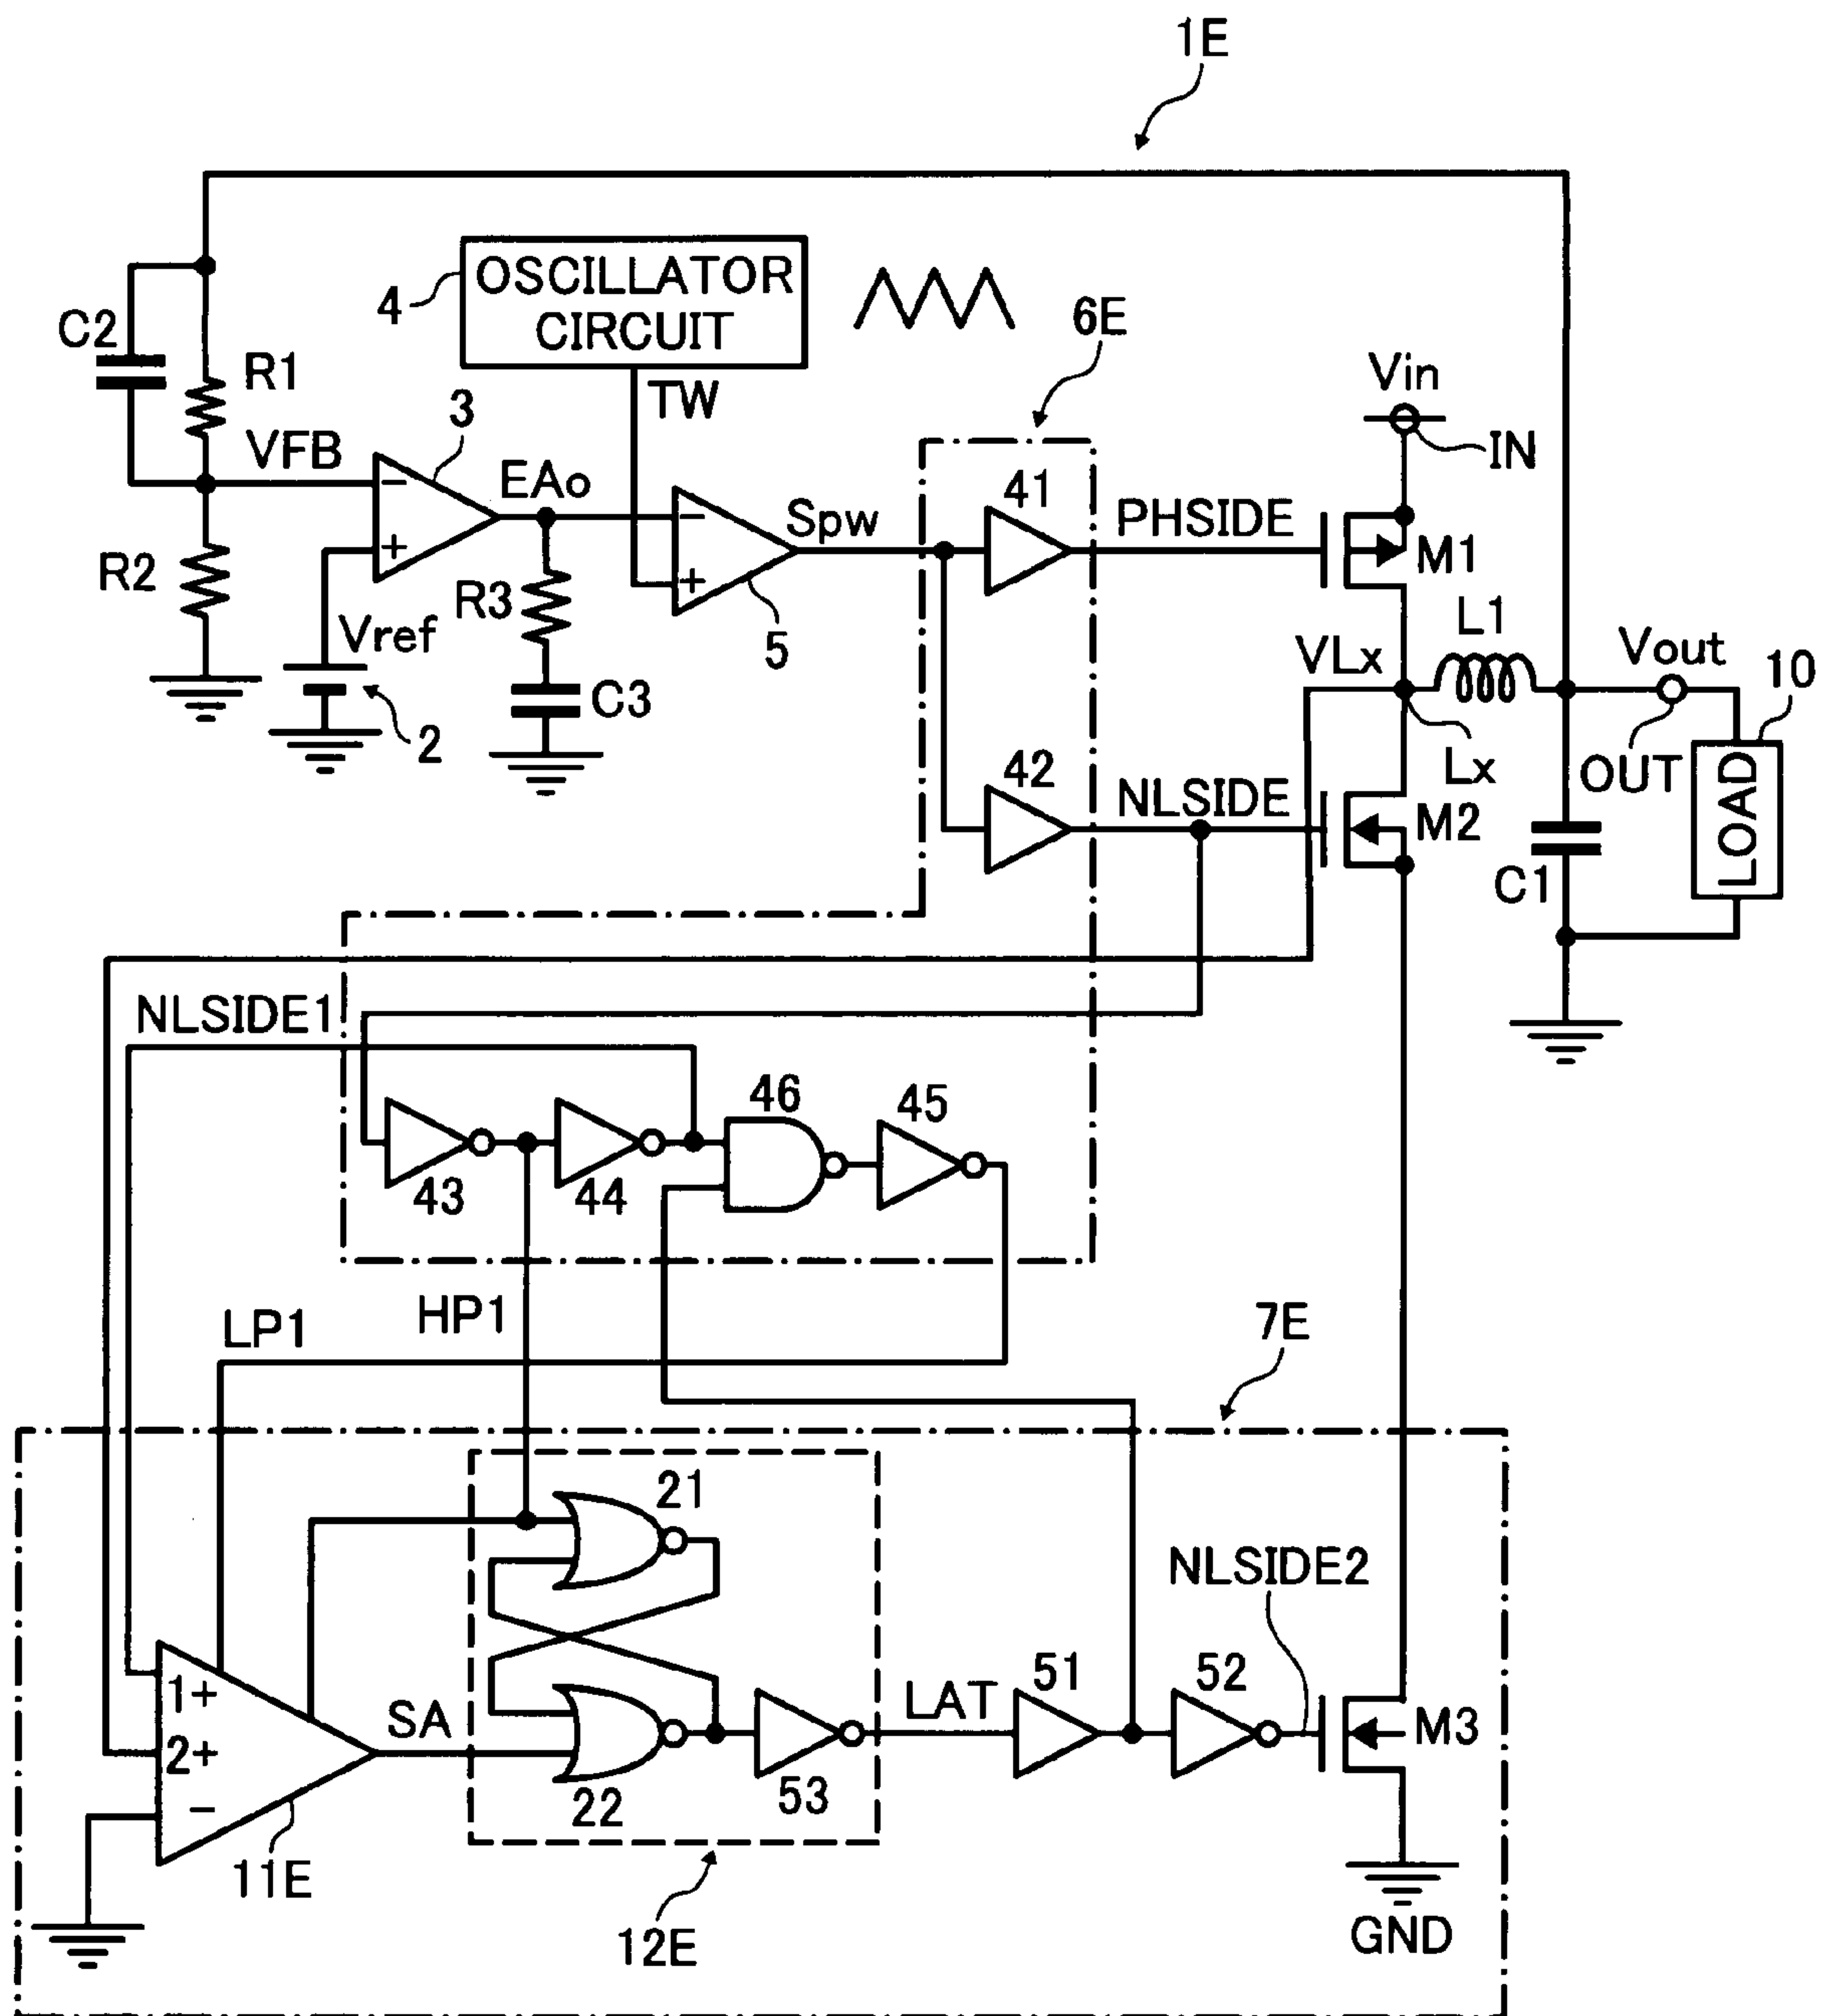 1E
OSCILLATOR
CIRCUIT
4
C2
R1
TW
6E
Vin
IN
3
VFB
EAo
Spw
41
PHSIDE
M1
-
+
-
+
R2
R3
5
Vref
2
C3
VLx
L1
Vout
10
Lx
OUT
LOAD
42
NLSIDE
M2
C1
NLSIDE1
46
45
43
44
LP1
HP1
7E
21
NLSIDE2
1+
2+
-
SA
LAT
51
52
M3
22
53
11E
12E
GND